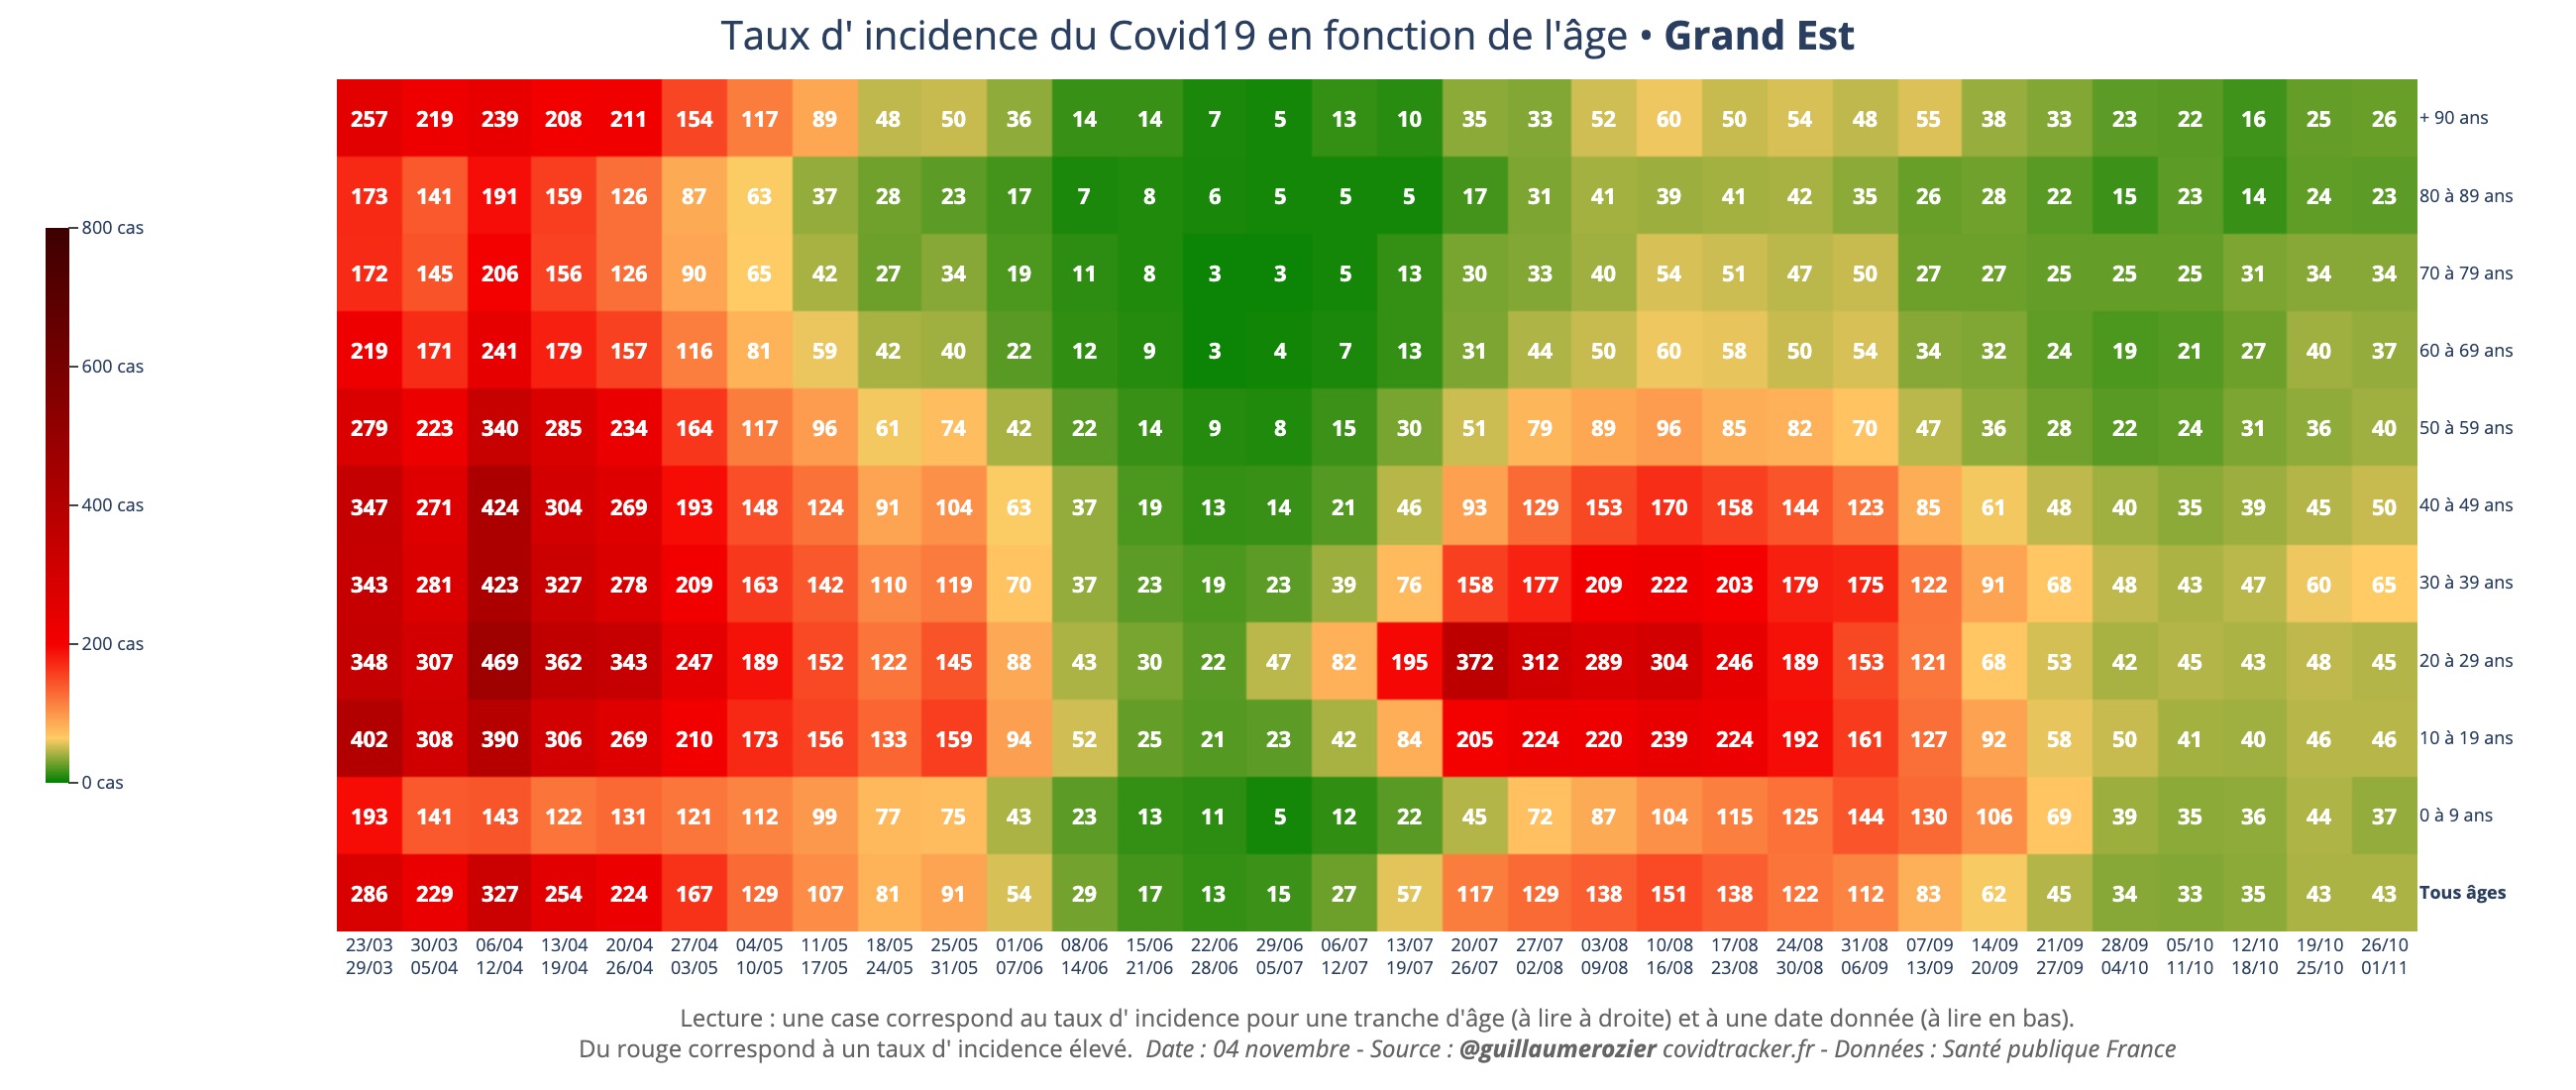 Taux d' incidence du Covid19 en fonction de l'âge • Grand Est
257 219 239 208 211 154 117 89 48 50 36 14 14 7 5 13 10 35 33 52 60 50 54 48 55 38 33 23 22 16 25 26 + 90 ans
173 141 191 159 126 87 63 37 28 23 17 7 8 6 5 5 5 17 31 41 39 41 42 35 26 28 22 15 23 14 24 23 80 à 89 ans
172 145 206 156 126 90 65 42 27 34 19 11 8 3 3 5 13 30 33 40 54 51 47 50 27 27 25 25 25 31 34 34 70 à 79 ans
219 171 241 179 157 116 81 59 42 40 22 12 9 3 4 7 13 31 44 50 60 58 50 54 34 32 24 19 21 27 40 37 60 à 69 ans
279 223 340 285 234 164 117 96 61 74 42 22 14 9 8 15 30 51 79 89 96 85 82 70 47 36 28 22 24 31 36 40 50 à 59 ans
347 271 424 304 269 193 148 124 91 104 63 37 19 13 14 21 46 93 129 153 170 158 144 123 85 61 48 40 35 39 45 50 40 à 49 ans
343 281 423 327 278 209 163 142 110 119 70 37 23 19 23 39 76 158 177 209 222 203 179 175 122 91 68 48 43 47 60 65 30 à 39 ans
348 307 469 362 343 247 189 152 122 145 88 43 30 22 47 82 195 372 312 289 304 246 189 153 121 68 53 42 45 43 48 45 20 à 29 ans
402 308 390 306 269 210 173 156 133 159 94 52 25 21 23 42 84 205 224 220 239 224 192 161 127 92 58 50 41 40 46 46 10 à 19 ans
193 141 143 122 131 121 112 99 77 75 43 23 13 11 5 12 22 45 72 87 104 115 125 144 130 106 69 39 35 36 44 37 0 à 9 ans
286 229 327 254 224 167 129 107 81 91 54 29 17 13 15 27 57 117 129 138 151 138 122 112 83 62 45 34 33 35 43 43 Tous âges
23/03 30/03 06/04 13/04 20/04 27/04 04/05 11/05 18/05 25/05 01/06 08/06 15/06 22/06 29/06 06/07 13/07 20/07 27/07 03/08 10/08 17/08 24/08 31/08 07/09 14/09 21/09 28/09 05/10 12/10 19/10 26/10
29/03 05/04 12/04 19/04 26/04 03/05 10/05 17/05 24/05 31/05 07/06 14/06 21/06 28/06 05/07 12/07 19/07 26/07 02/08 09/08 16/08 23/08 30/08 06/09 13/09 20/09 27/09 04/10 11/10 18/10 25/10 01/11
800 cas
600 cas
400 cas
200 cas
0 cas
Lecture : une case correspond au taux d' incidence pour une tranche d'âge (à lire à droite) et à une date donnée (à lire en bas).
Du rouge correspond à un taux d' incidence élevé. Date : 04 novembre - Source : @guillaumerozier covidtracker.fr - Données : Santé publique France